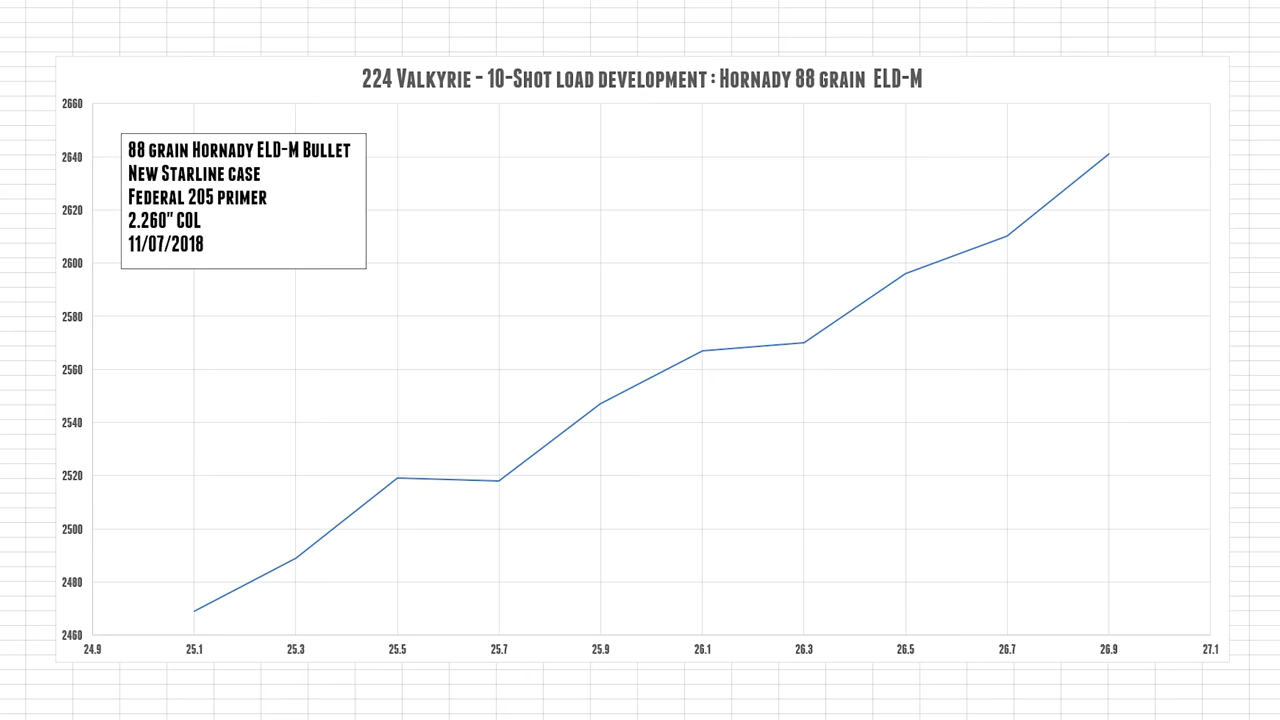 224 Valkyrie - 10-Shot load development : Hornady 88 grain ELD-M
2660
2640
2620
2600
2580
2560
2540
2520
2500
2480
2460
88 grain Hornady ELD-M Bullet
New Starline case
Federal 205 primer
2.260" COL
11/07/2018
24.9 25.1 25.3 25.5 25.7 25.9 26.1 26.3 26.5 26.7 26.9 27.1